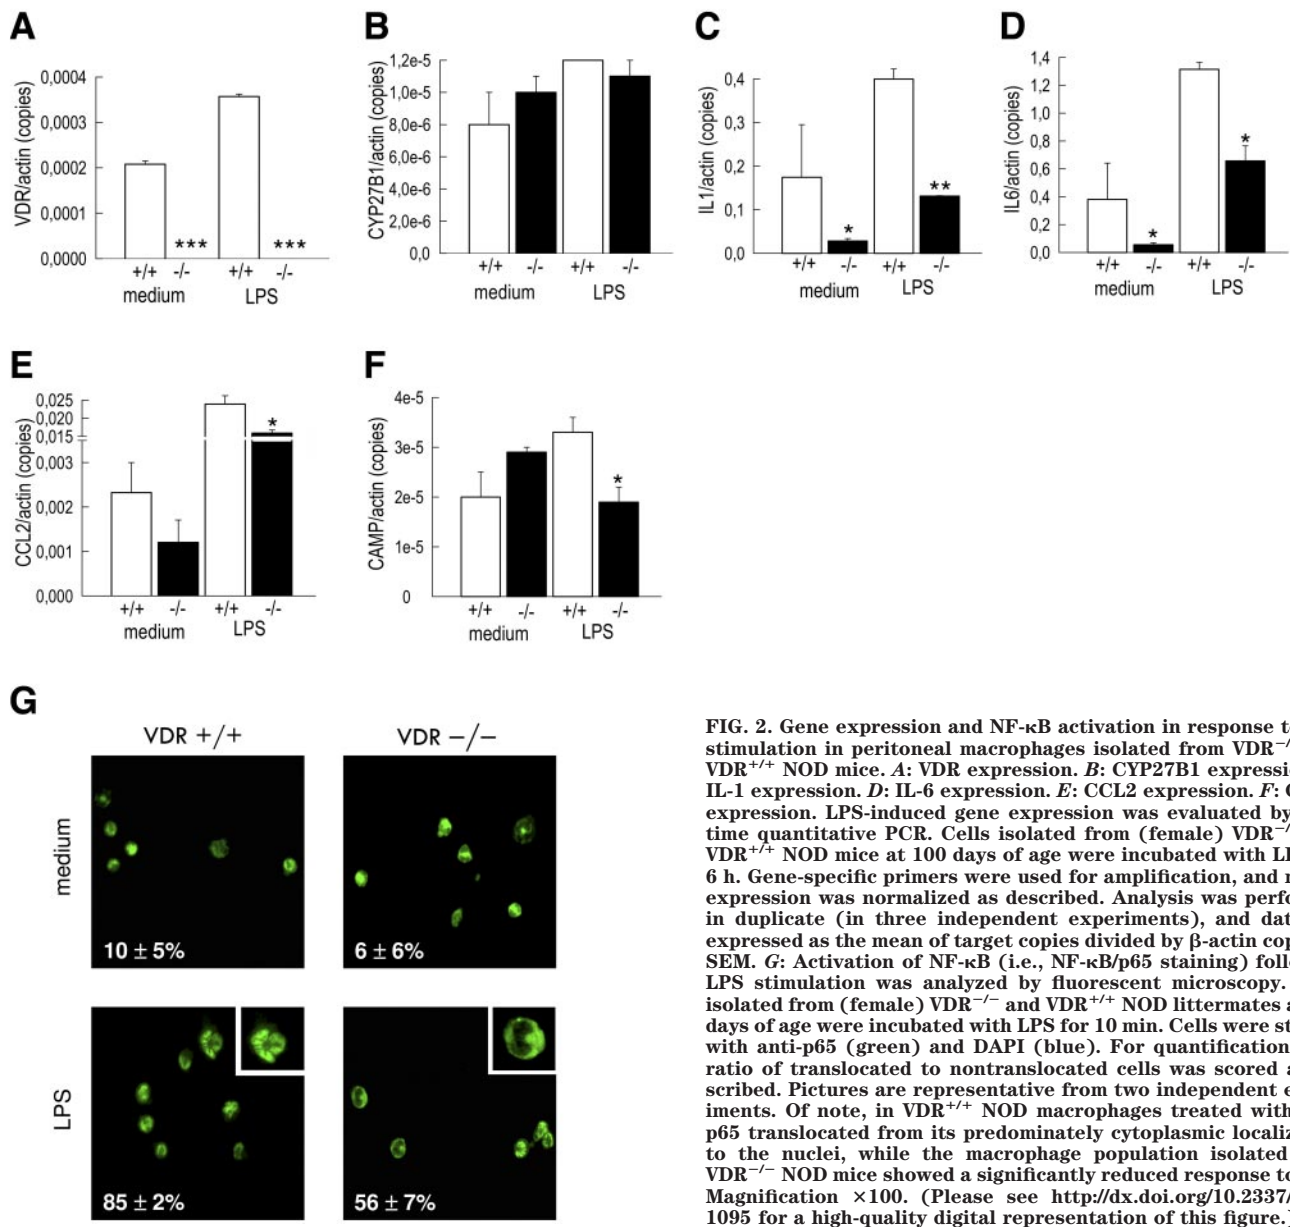 A
VDR/actin (copies)
0,0004
0,0003
0,0002
0,0001
0,0000
*** ***
+/+ -/- +/+ -/-
medium LPS
B
CYP27B1/actin (copies)
1,2e-5
1,0e-5
8,0e-6
6,0e-6
4,0e-6
2,0e-6
0,0
+/+ -/- +/+ -/-
medium LPS
C
IL1/actin (copies)
0,4
0,3
0,2
0,1
0,0
* **
+/+ -/- +/+ -/-
medium LPS
D
IL6/actin (copies)
1,4
1,2
1,0
0,8
0,6
0,4
0,2
0,0
* *
+/+ -/- +/+ -/-
medium LPS
E
CCL2/actin (copies)
0,025
0,020
0,015
0,003
0,002
0,001
0,000
*
+/+ -/- +/+ -/-
medium LPS
F
CAMP/actin (copies)
4e-5
3e-5
2e-5
1e-5
0
*
+/+ -/- +/+ -/-
medium LPS
G
VDR +/+ VDR −/−
medium
10 ± 5% 6 ± 6%
LPS
85 ± 2% 56 ± 7%
FIG. 2. Gene expression and NF-κB activation in response t
stimulation in peritoneal macrophages isolated from VDR⁻/
VDR⁺/⁺ NOD mice. A: VDR expression. B: CYP27B1 expressi
IL-1 expression. D: IL-6 expression. E: CCL2 expression. F: C
expression. LPS-induced gene expression was evaluated by
time quantitative PCR. Cells isolated from (female) VDR⁻/
VDR⁺/⁺ NOD mice at 100 days of age were incubated with LI
6 h. Gene-specific primers were used for amplification, and r
expression was normalized as described. Analysis was perfo
in duplicate (in three independent experiments), and dat
expressed as the mean of target copies divided by β-actin cop
SEM. G: Activation of NF-κB (i.e., NF-κB/p65 staining) follo
LPS stimulation was analyzed by fluorescent microscopy.
isolated from (female) VDR⁻/⁻ and VDR⁺/⁺ NOD littermates a
days of age were incubated with LPS for 10 min. Cells were st
with anti-p65 (green) and DAPI (blue). For quantification
ratio of translocated to nontranslocated cells was scored a
scribed. Pictures are representative from two independent e
iments. Of note, in VDR⁺/⁺ NOD macrophages treated with
p65 translocated from its predominately cytoplasmic localiz
to the nuclei, while the macrophage population isolated
VDR⁻/⁻ NOD mice showed a significantly reduced response to
Magnification ×100. (Please see http://dx.doi.org/10.2337/
1095 for a high-quality digital representation of this figure.)